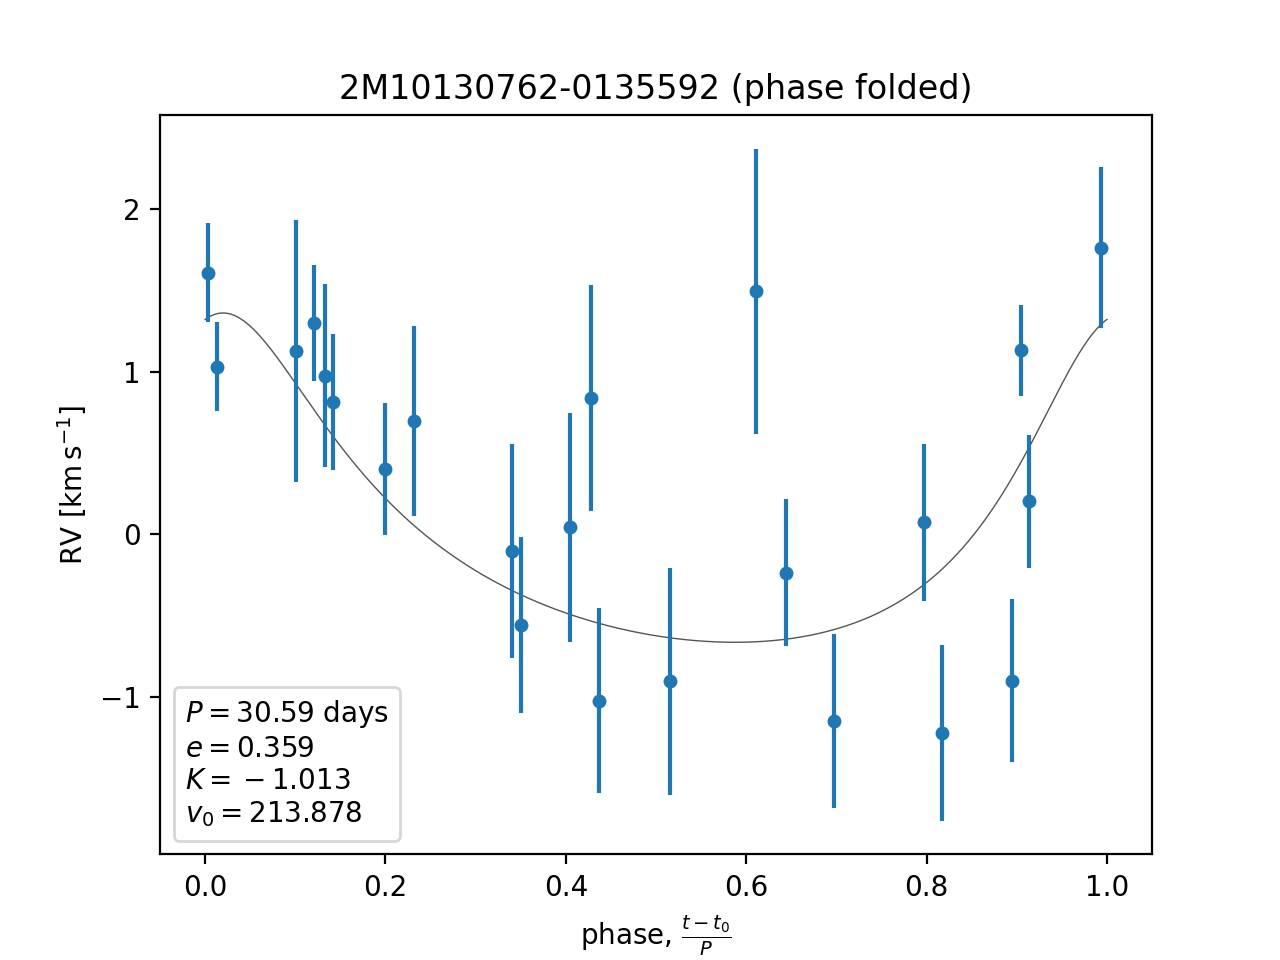 2M10130762-0135592 (phase folded)
RV [km s⁻¹]
2
1
0
−1
P = 30.59 days
e = 0.359
K = −1.013
v₀ = 213.878
0.0 0.2 0.4 0.6 0.8 1.0
phase, (t − t₀)/P